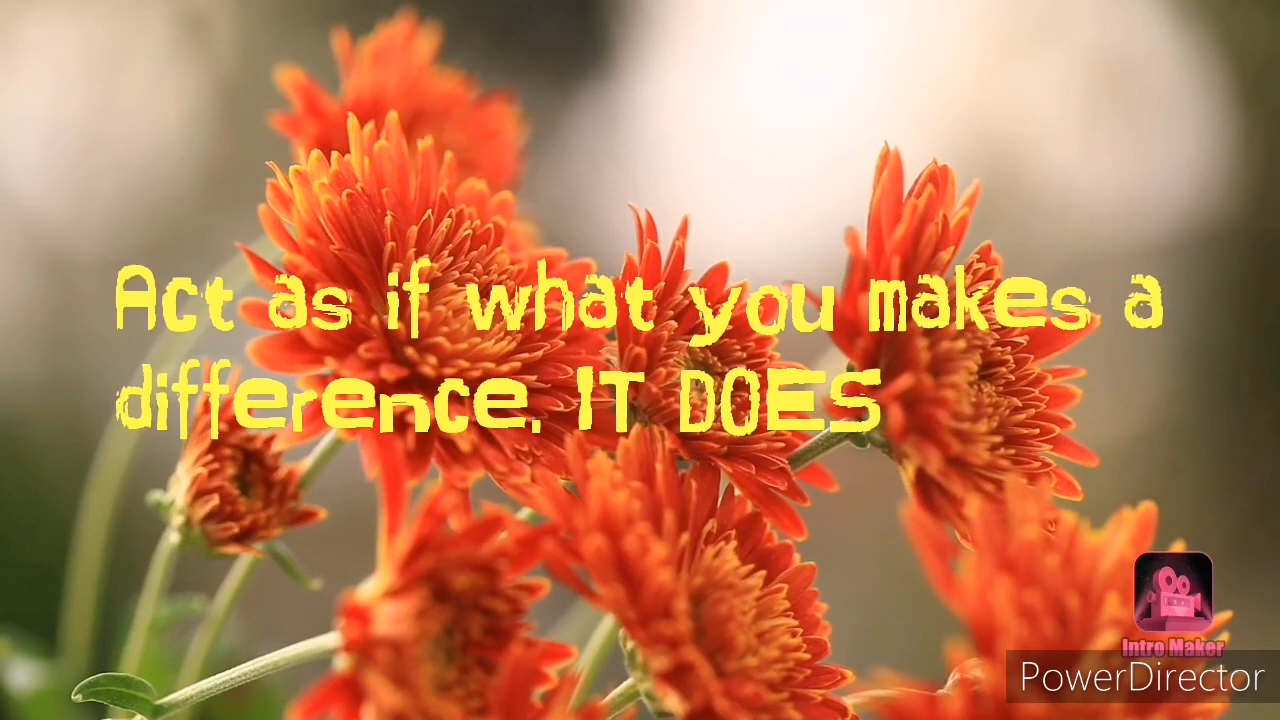 Act as if what you makes a
difference. IT DOES
Intro Maker
PowerDirector